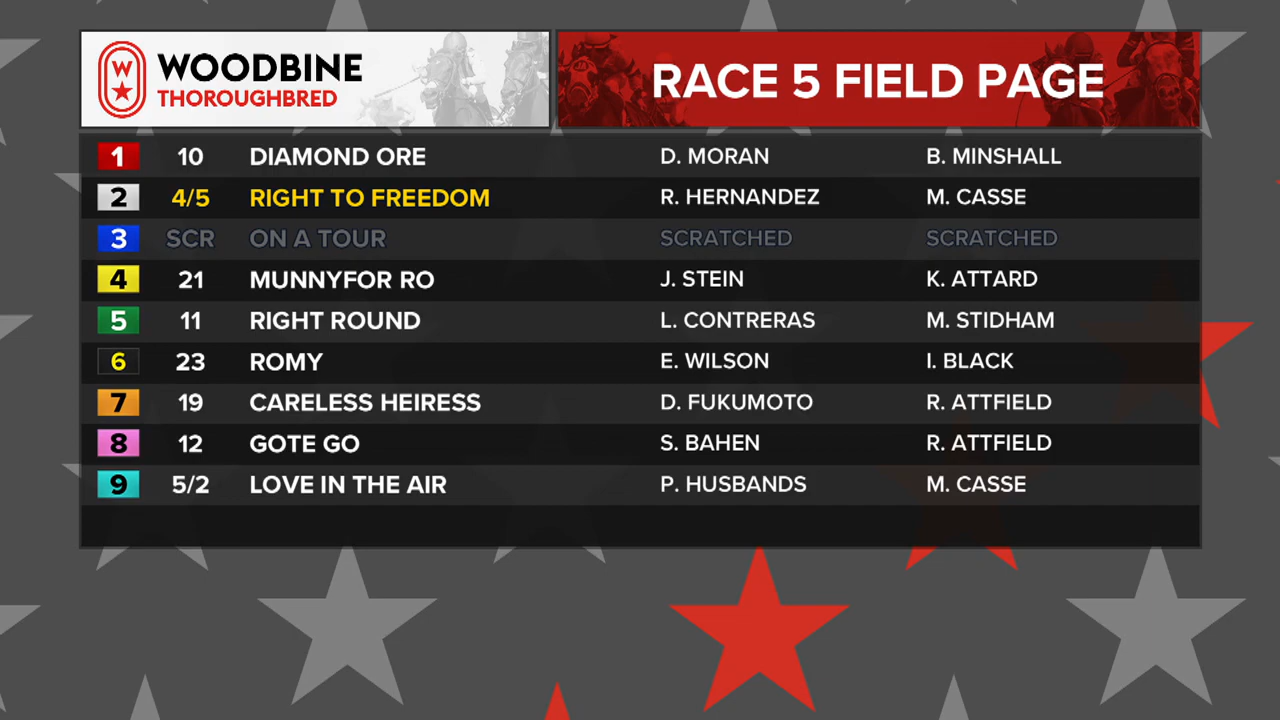 W
WOODBINE
THOROUGHBRED
RACE 5 FIELD PAGE
1 10 DIAMOND ORE D. MORAN B. MINSHALL
2 4/5 RIGHT TO FREEDOM R. HERNANDEZ M. CASSE
3 SCR ON A TOUR SCRATCHED SCRATCHED
4 21 MUNNYFOR RO J. STEIN K. ATTARD
5 11 RIGHT ROUND L. CONTRERAS M. STIDHAM
6 23 ROMY E. WILSON I. BLACK
7 19 CARELESS HEIRESS D. FUKUMOTO R. ATTFIELD
8 12 GOTE GO S. BAHEN R. ATTFIELD
9 5/2 LOVE IN THE AIR P. HUSBANDS M. CASSE